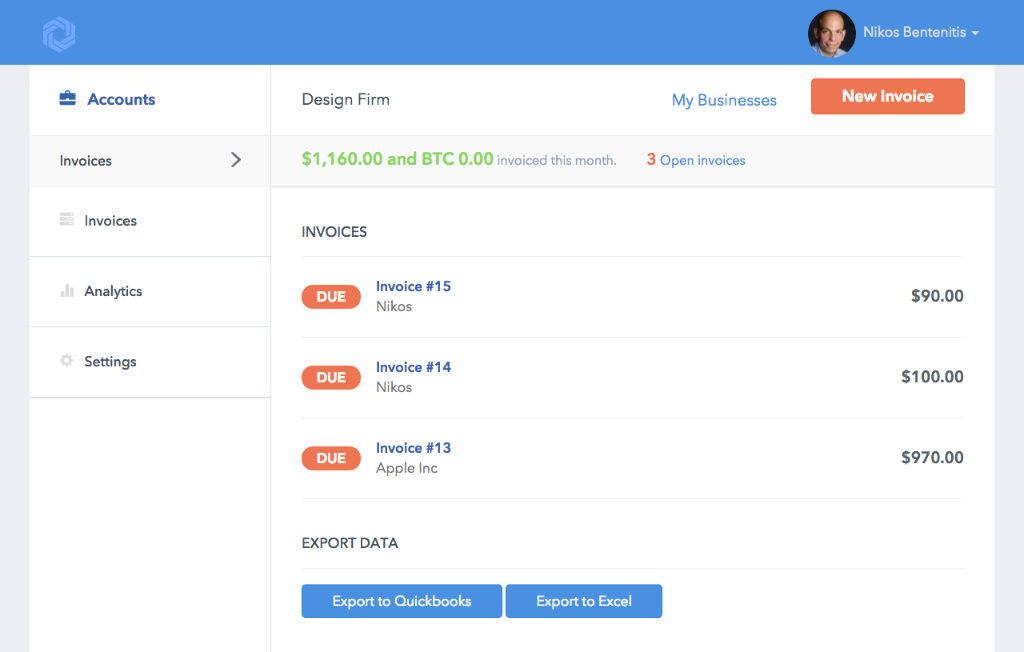 Nikos Bentenitis
Accounts
Design Firm
My Businesses
New Invoice
Invoices
$1,160.00 and BTC 0.00 invoiced this month.
3 Open invoices
Invoices
Analytics
Settings
INVOICES
DUE
Invoice #15
Nikos
$90.00
DUE
Invoice #14
Nikos
$100.00
DUE
Invoice #13
Apple Inc
$970.00
EXPORT DATA
Export to Quickbooks
Export to Excel